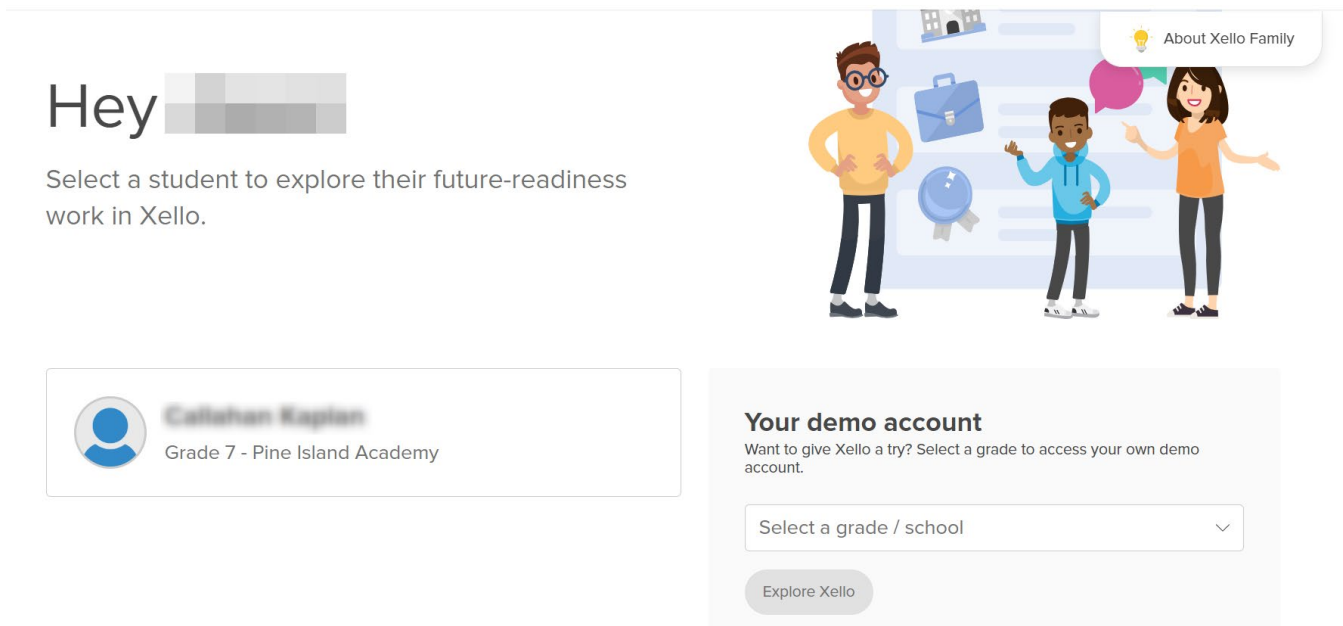 About Xello Family
Hey
Select a student to explore their future-readiness
work in Xello.
Grade 7 - Pine Island Academy
Your demo account
Want to give Xello a try? Select a grade to access your own demo
account.
Select a grade / school
Explore Xello